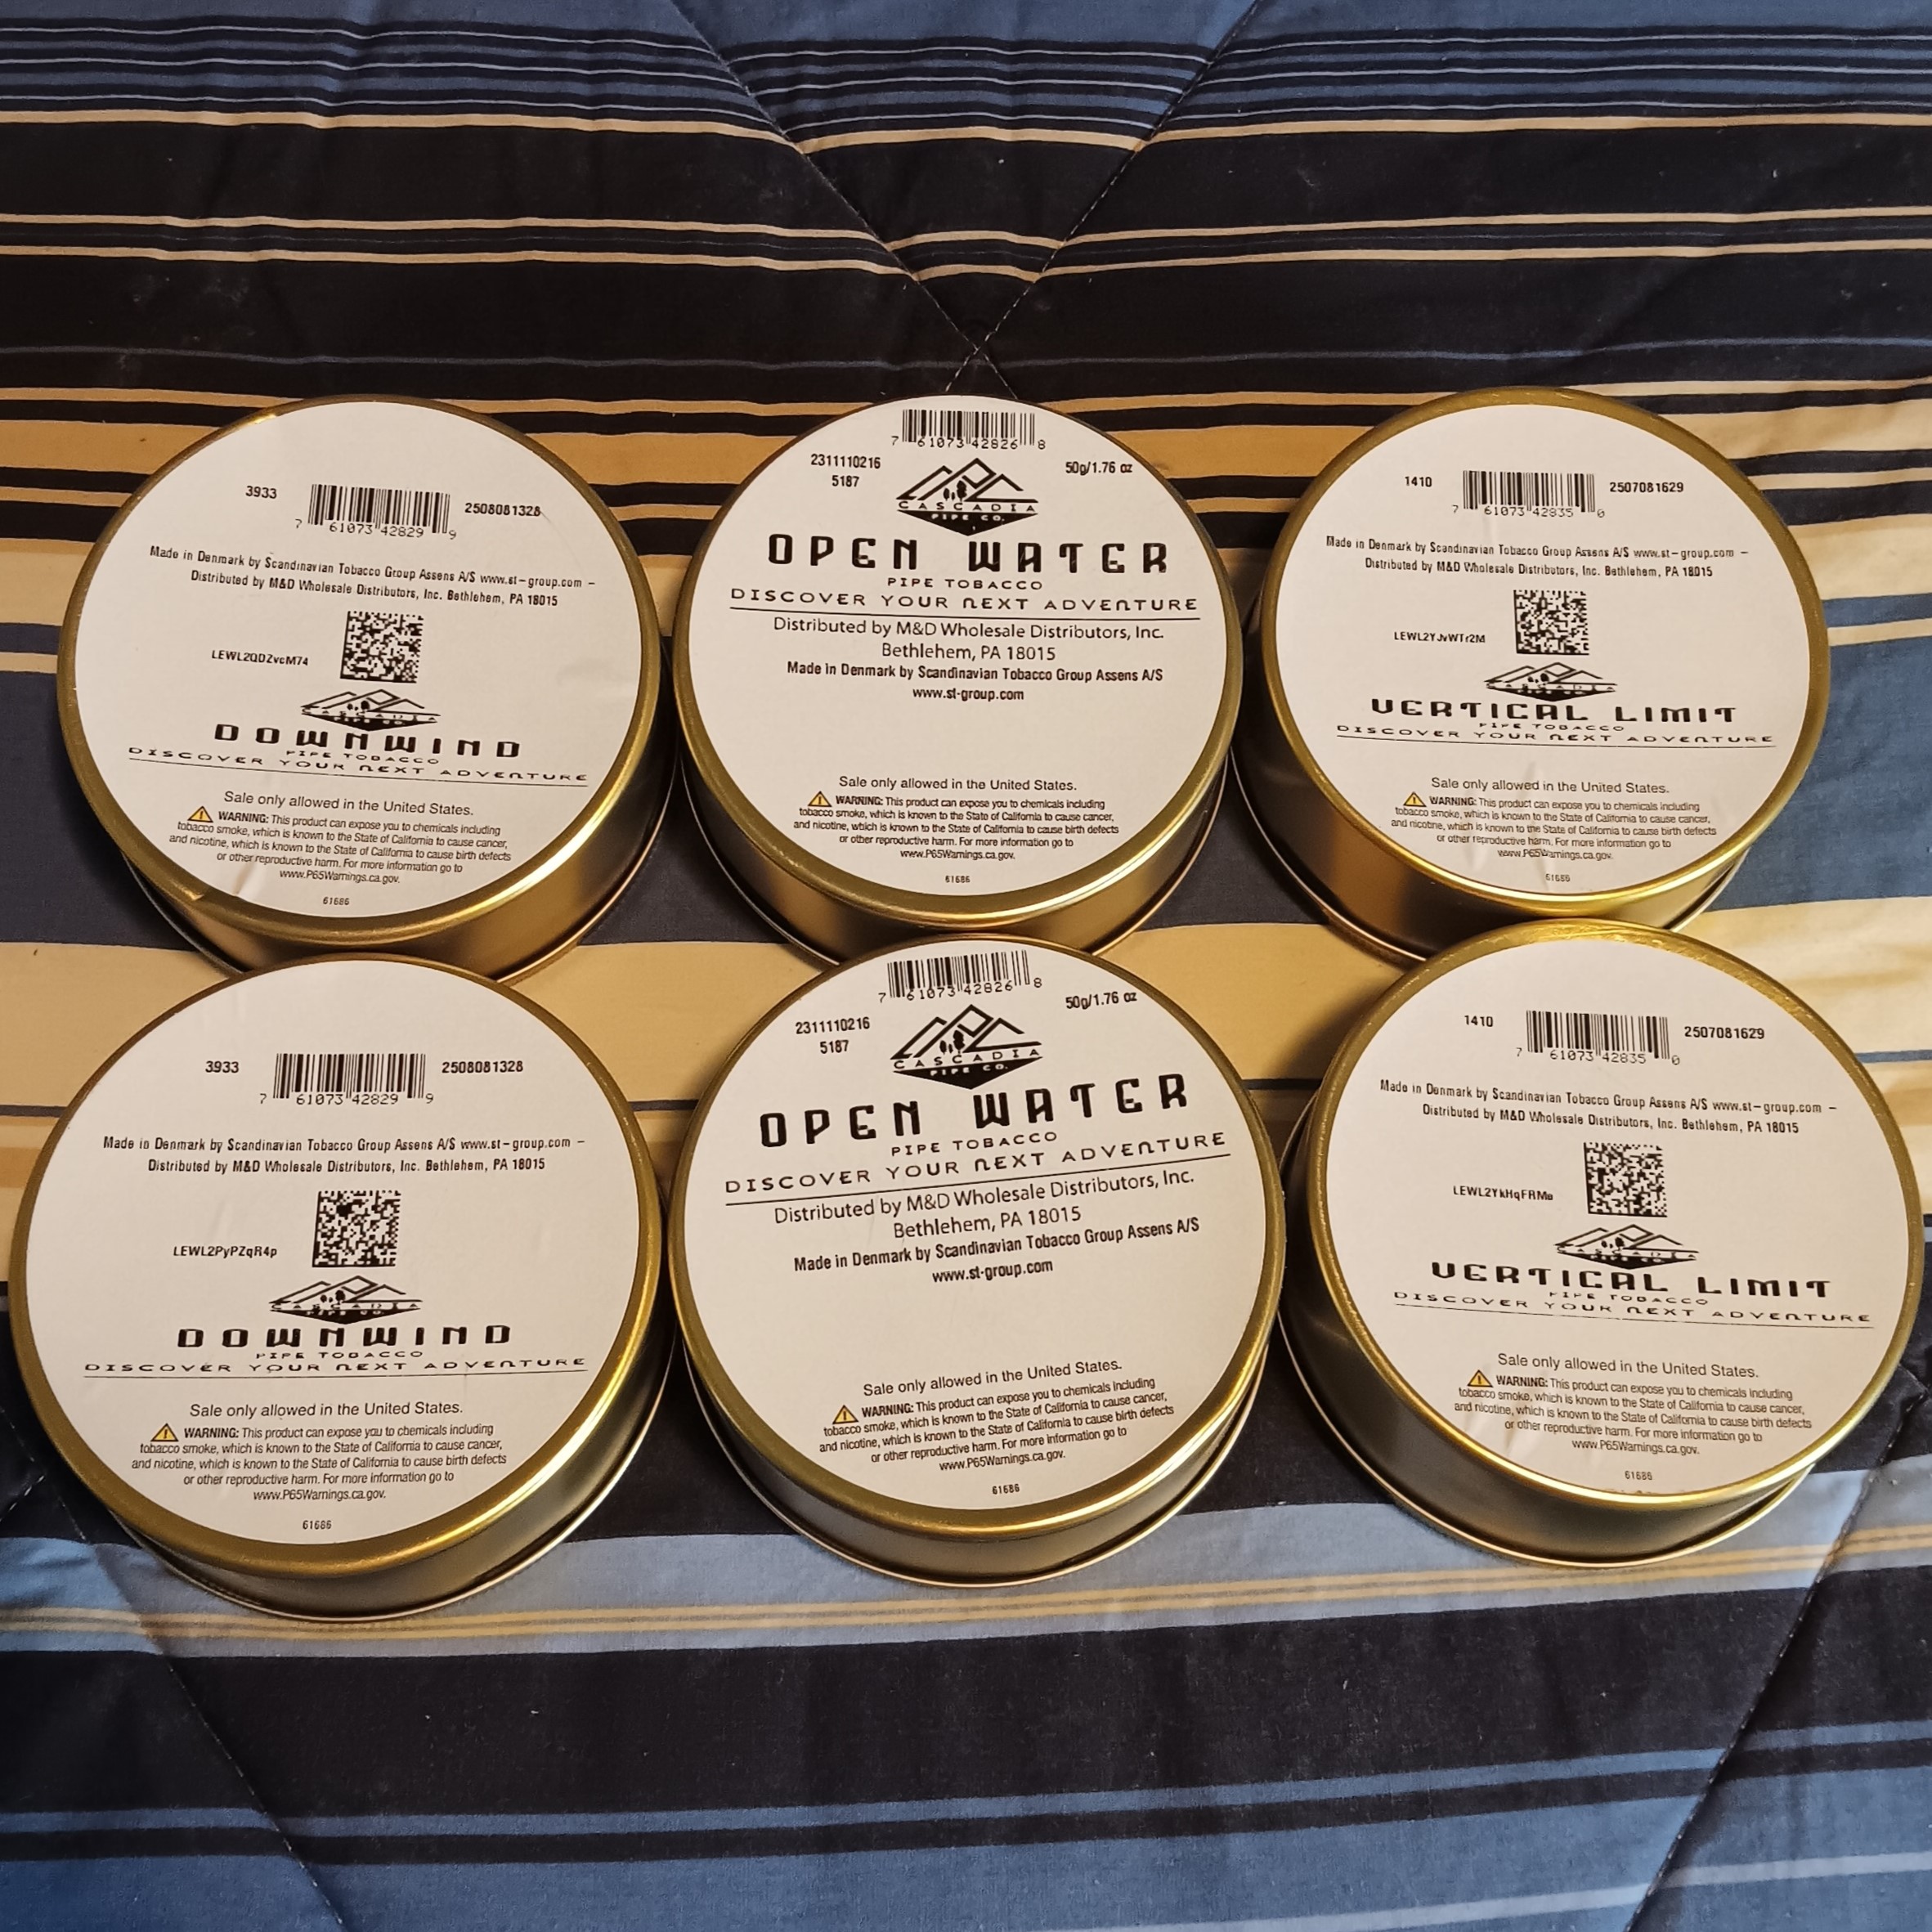 3933
7 61073 42829 9
2508081328
Made in Denmark by Scandinavian Tobacco Group Assens A/S www.st-group.com -
Distributed by M&D Wholesale Distributors, Inc. Bethlehem, PA 18015
LEWL2QDZvcM74
CASCADIA
PIPE CO.
DOWNWIND
PIPE TOBACCO
DISCOVER YOUR NEXT ADVENTURE
Sale only allowed in the United States.
WARNING: This product can expose you to chemicals including
tobacco smoke, which is known to the State of California to cause cancer,
and nicotine, which is known to the State of California to cause birth defects
or other reproductive harm. For more information go to
www.P65Warnings.ca.gov.
61686
7 61073 42826 8
2311110216
5187
50g/1.76 oz
CASCADIA
PIPE CO.
OPEN WATER
PIPE TOBACCO
DISCOVER YOUR NEXT ADVENTURE
Distributed by M&D Wholesale Distributors, Inc.
Bethlehem, PA 18015
Made in Denmark by Scandinavian Tobacco Group Assens A/S
www.st-group.com
Sale only allowed in the United States.
WARNING: This product can expose you to chemicals including
tobacco smoke, which is known to the State of California to cause cancer,
and nicotine, which is known to the State of California to cause birth defects
or other reproductive harm. For more information go to
www.P65Warnings.ca.gov.
61686
1410
7 61073 42835 0
2507081629
Made in Denmark by Scandinavian Tobacco Group Assens A/S www.st-group.com -
Distributed by M&D Wholesale Distributors, Inc. Bethlehem, PA 18015
LEWL2YJvWTr2M
CASCADIA
VERTICAL LIMIT
PIPE TOBACCO
DISCOVER YOUR NEXT ADVENTURE
Sale only allowed in the United States.
WARNING: This product can expose you to chemicals including
tobacco smoke, which is known to the State of California to cause cancer,
and nicotine, which is known to the State of California to cause birth defects
or other reproductive harm. For more information go to
www.P65Warnings.ca.gov.
61686
3933
7 61073 42829 9
2508081328
Made in Denmark by Scandinavian Tobacco Group Assens A/S www.st-group.com -
Distributed by M&D Wholesale Distributors, Inc. Bethlehem, PA 18015
LEWL2PyPZqR4p
CASCADIA
PIPE CO.
DOWNWIND
PIPE TOBACCO
DISCOVER YOUR NEXT ADVENTURE
Sale only allowed in the United States.
WARNING: This product can expose you to chemicals including
tobacco smoke, which is known to the State of California to cause cancer,
and nicotine, which is known to the State of California to cause birth defects
or other reproductive harm. For more information go to
www.P65Warnings.ca.gov.
61686
7 61073 42826 8
2311110216
5187
50g/1.76 oz
CASCADIA
PIPE CO.
OPEN WATER
PIPE TOBACCO
DISCOVER YOUR NEXT ADVENTURE
Distributed by M&D Wholesale Distributors, Inc.
Bethlehem, PA 18015
Made in Denmark by Scandinavian Tobacco Group Assens A/S
www.st-group.com
Sale only allowed in the United States.
WARNING: This product can expose you to chemicals including
tobacco smoke, which is known to the State of California to cause cancer,
and nicotine, which is known to the State of California to cause birth defects
or other reproductive harm. For more information go to
www.P65Warnings.ca.gov.
61686
1410
7 61073 42835 0
2507081629
Made in Denmark by Scandinavian Tobacco Group Assens A/S www.st-group.com -
Distributed by M&D Wholesale Distributors, Inc. Bethlehem, PA 18015
CASCADIA
VERTICAL LIMIT
PIPE TOBACCO
DISCOVER YOUR NEXT ADVENTURE
Sale only allowed in the United States.
WARNING: This product can expose you to chemicals including
tobacco smoke, which is known to the State of California to cause cancer,
and nicotine, which is known to the State of California to cause birth defects
or other reproductive harm. For more information go to
www.P65Warnings.ca.gov.
61686